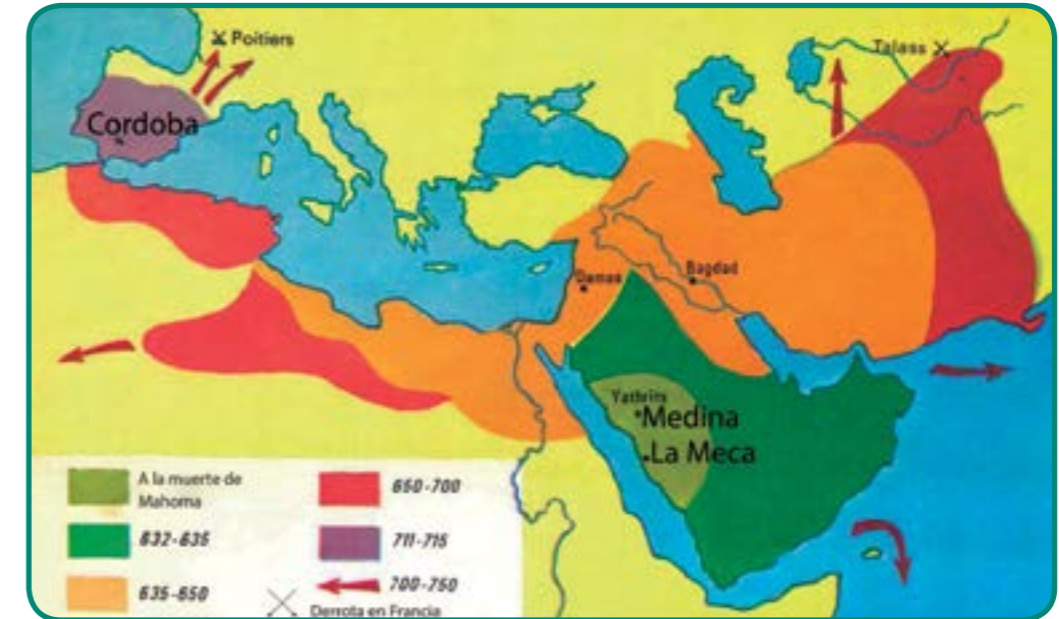 Poitiers
Talass
Cordoba
Damas
Bagdad
Yathrib
Medina
La Meca
A la muerte de
Mahoma
632-635
635-650
650-700
711-715
700-750
Derrota en Francia